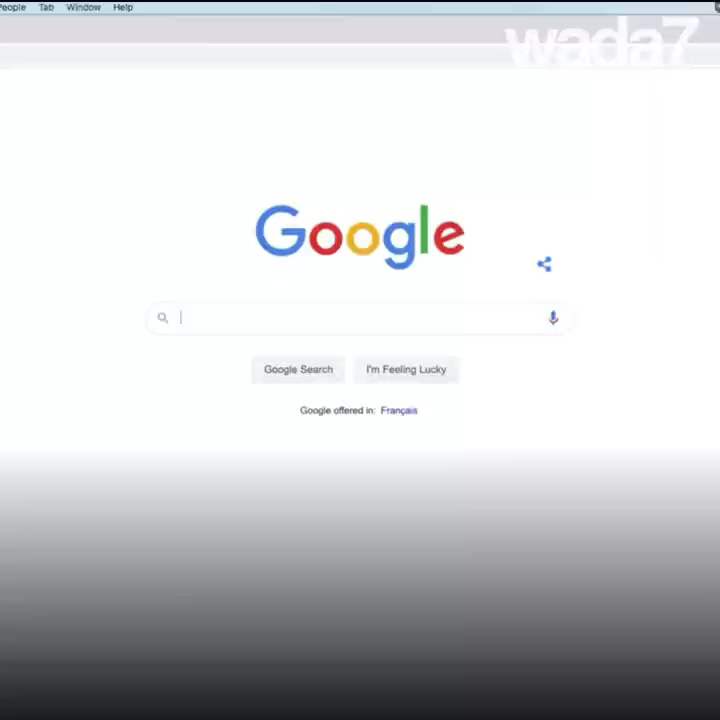 People Tab Window Help
wada7
Google
Google Search I'm Feeling Lucky
Google offered in: Français